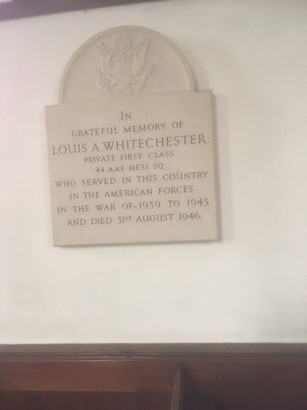 IN
GRATEFUL MEMORY OF
LOUIS A. WHITECHESTER.
PRIVATE FIRST CLASS
44 A.A.F. MESS SQ.
WHO SERVED IN THIS COUNTRY
IN THE AMERICAN FORCES
IN THE WAR OF: 1939 TO 1945
AND DIED 31ST AUGUST 1946.